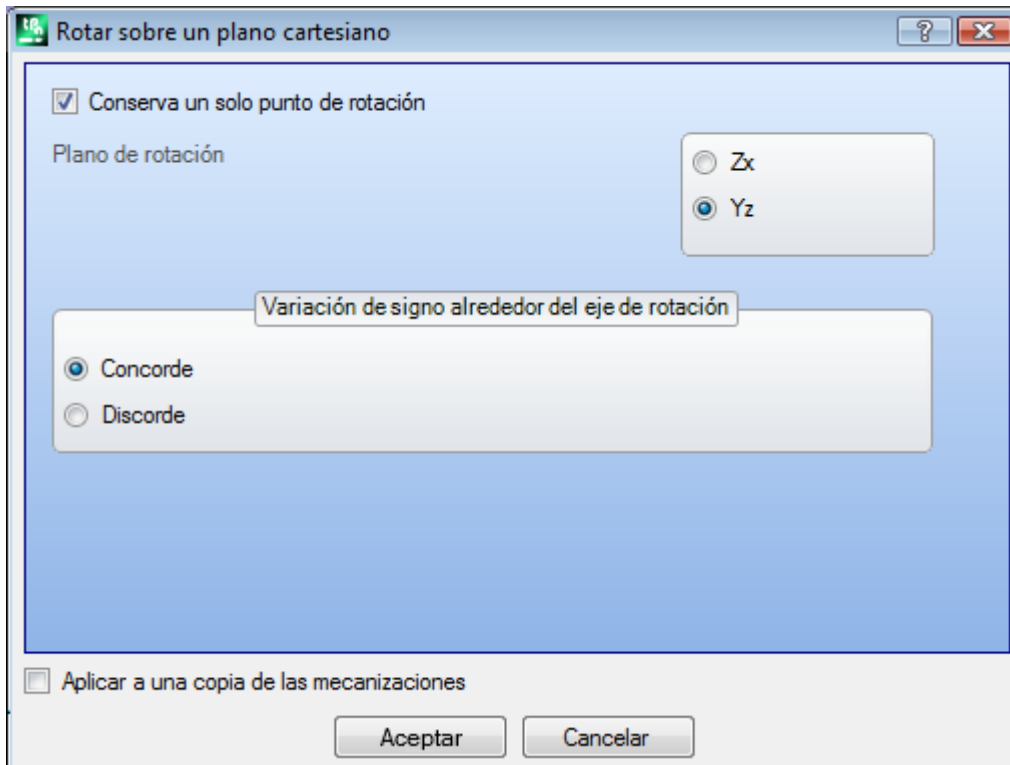 Rotar sobre un plano cartesiano
Conserva un solo punto de rotación
Plano de rotación
Zx
Yz
Variación de signo alrededor del eje de rotación
Concorde
Discorde
Aplicar a una copia de las mecanizaciones
Aceptar
Cancelar